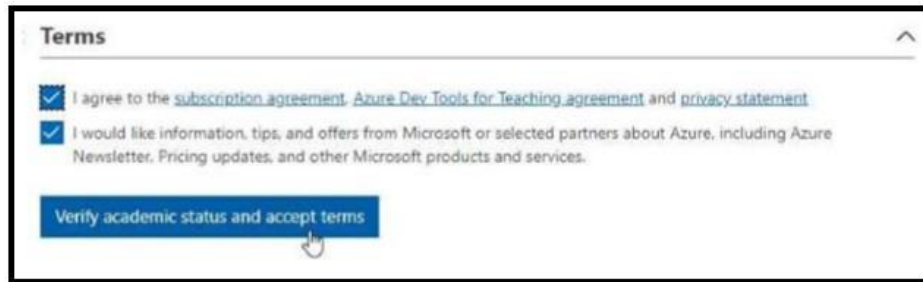 Terms
I agree to the subscription agreement, Azure Dev Tools for Teaching agreement and privacy statement
I would like information, tips, and offers from Microsoft or selected partners about Azure, including Azure
Newsletter, Pricing updates, and other Microsoft products and services.
Verify academic status and accept terms